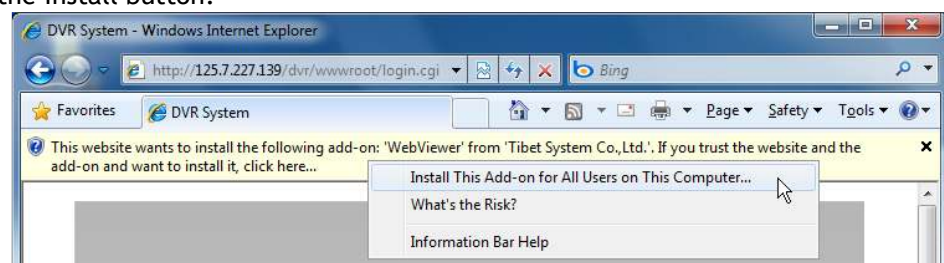 the Install button.
DVR System - Windows Internet Explorer
http://125.7.227.139/dvr/wwwroot/login.cgi
Bing
Favorites
DVR System
Page
Safety
Tools
This website wants to install the following add-on: 'WebViewer' from 'Tibet System Co.,Ltd.'. If you trust the website and the
add-on and want to install it, click here...
Install This Add-on for All Users on This Computer...
What's the Risk?
Information Bar Help